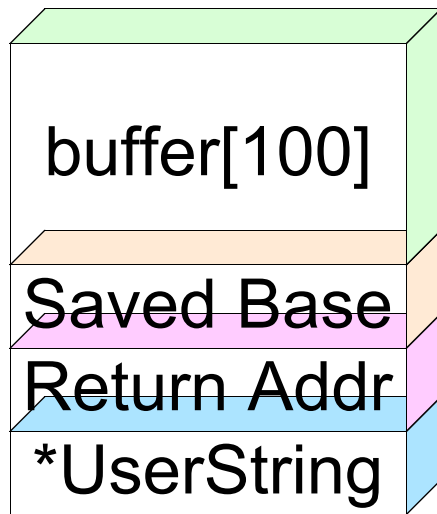 buffer[100]
Saved Base
Return Addr
*UserString